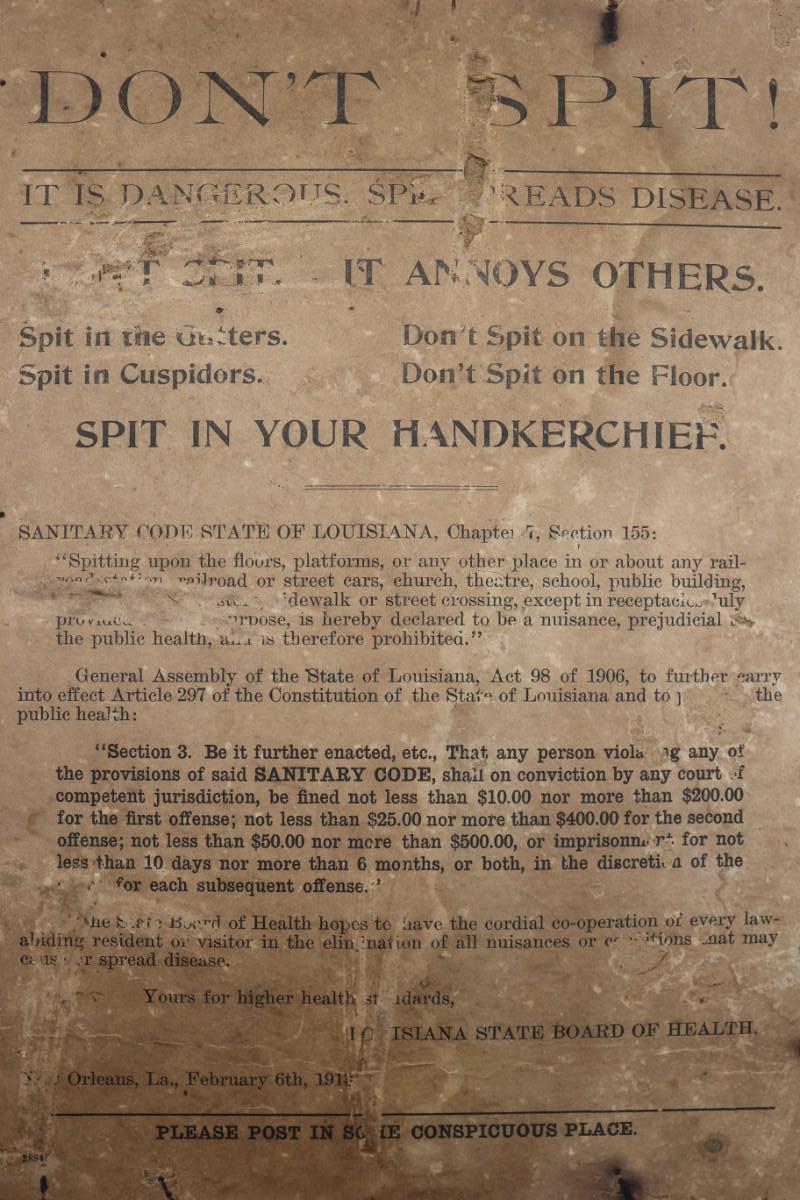 DON'T SPIT!
IT IS DANGEROUS. SPREADS DISEASE.
SPIT. IT ANNOYS OTHERS.
Spit in the Gutters. Don't Spit on the Sidewalk.
Spit in Cuspidors. Don't Spit on the Floor.
SPIT IN YOUR HANDKERCHIEF.
SANITARY CODE STATE OF LOUISIANA, Chapter 7, Section 155:
"Spitting upon the floors, platforms, or any other place in or about any rail-
railroad or street cars, church, theatre, school, public building,
sidewalk or street crossing, except in receptacles duly
purpose, is hereby declared to be a nuisance, prejudicial
the public health, and is therefore prohibited."
General Assembly of the State of Louisiana, Act 98 of 1906, to further carry
into effect Article 297 of the Constitution of the State of Louisiana and to the
public health:
"Section 3. Be it further enacted, etc., That any person violating any of
the provisions of said SANITARY CODE, shall on conviction by any court of
competent jurisdiction, be fined not less than $10.00 nor more than $200.00
for the first offense; not less than $25.00 nor more than $400.00 for the second
offense; not less than $50.00 nor more than $500.00, or imprisonment for not
less than 10 days nor more than 6 months, or both, in the discretion of the
for each subsequent offense."
The State Board of Health hopes to have the cordial co-operation of every law-
abiding resident or visitor in the elimination of all nuisances or conditions that may
cause or spread disease.
Yours for higher health standards,
LOUISIANA STATE BOARD OF HEALTH.
Orleans, La., February 6th,
PLEASE POST IN SOME CONSPICUOUS PLACE.